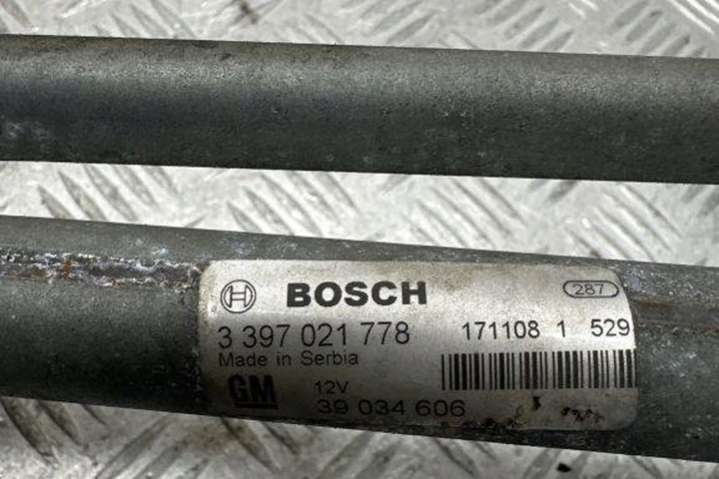 BOSCH 287
3 397 021 778 171108 1 529
Made in Serbia
GM 12V
39 034 606